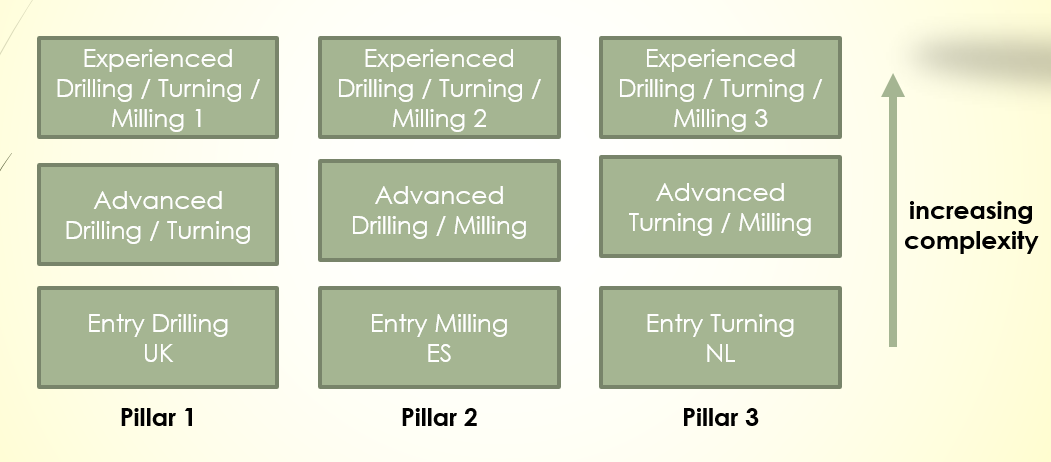 Experienced
Drilling / Turning /
Milling 1
Experienced
Drilling / Turning /
Milling 2
Experienced
Drilling / Turning /
Milling 3
Advanced
Drilling / Turning
Advanced
Drilling / Milling
Advanced
Turning / Milling
increasing
complexity
Entry Drilling
UK
Entry Milling
ES
Entry Turning
NL
Pillar 1
Pillar 2
Pillar 3